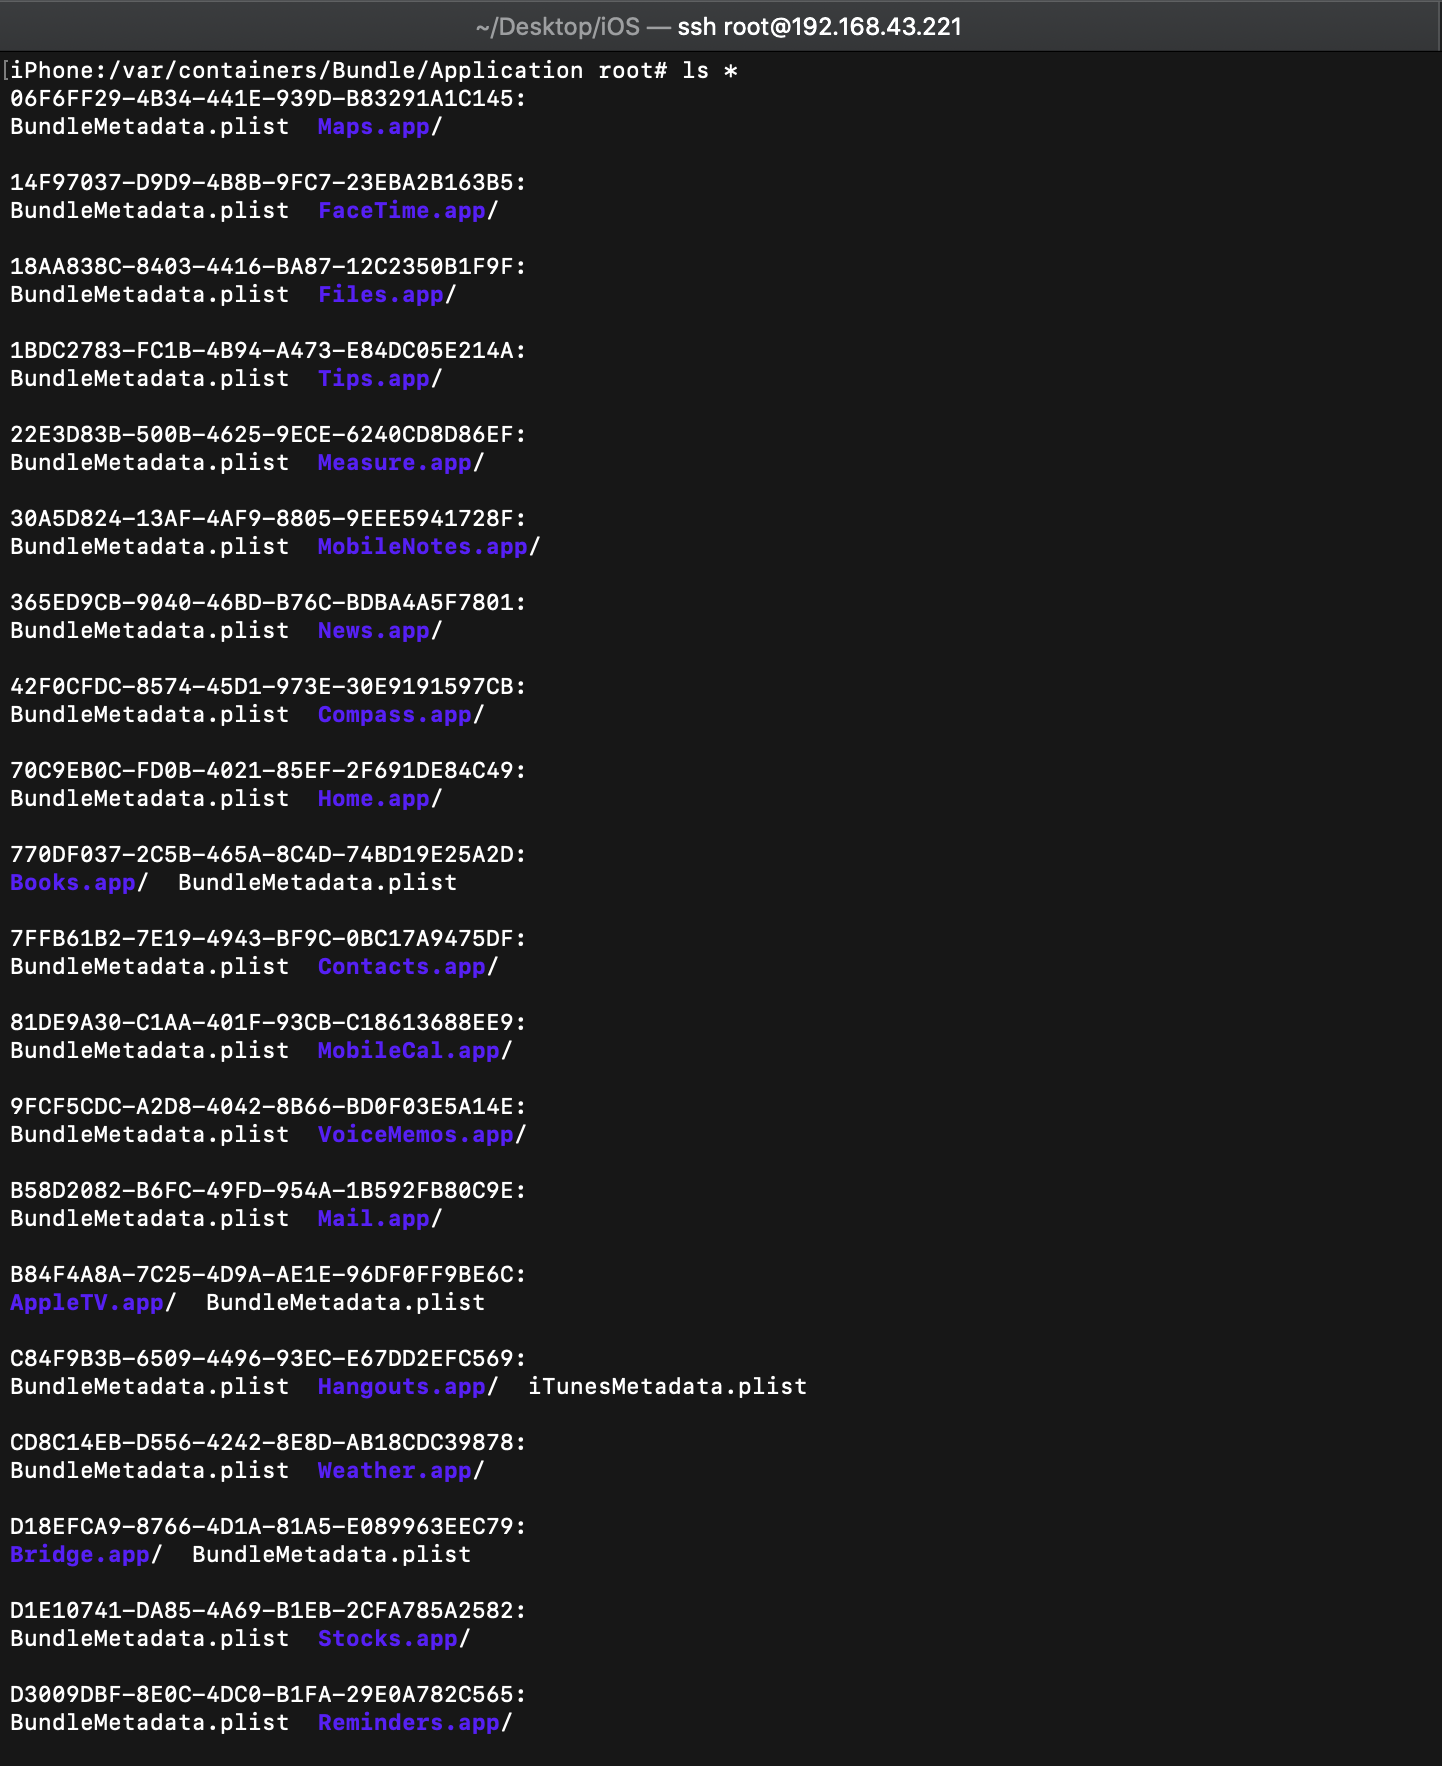 ~/Desktop/iOS — ssh root@192.168.43.221
[iPhone:/var/containers/Bundle/Application root# ls *
06F6FF29-4B34-441E-939D-B83291A1C145:
BundleMetadata.plist  Maps.app/
14F97037-D9D9-4B8B-9FC7-23EBA2B163B5:
BundleMetadata.plist  FaceTime.app/
18AA838C-8403-4416-BA87-12C2350B1F9F:
BundleMetadata.plist  Files.app/
1BDC2783-FC1B-4B94-A473-E84DC05E214A:
BundleMetadata.plist  Tips.app/
22E3D83B-500B-4625-9ECE-6240CD8D86EF:
BundleMetadata.plist  Measure.app/
30A5D824-13AF-4AF9-8805-9EEE5941728F:
BundleMetadata.plist  MobileNotes.app/
365ED9CB-9040-46BD-B76C-BDBA4A5F7801:
BundleMetadata.plist  News.app/
42F0CFDC-8574-45D1-973E-30E9191597CB:
BundleMetadata.plist  Compass.app/
70C9EB0C-FD0B-4021-85EF-2F691DE84C49:
BundleMetadata.plist  Home.app/
770DF037-2C5B-465A-8C4D-74BD19E25A2D:
Books.app/  BundleMetadata.plist
7FFB61B2-7E19-4943-BF9C-0BC17A9475DF:
BundleMetadata.plist  Contacts.app/
81DE9A30-C1AA-401F-93CB-C18613688EE9:
BundleMetadata.plist  MobileCal.app/
9FCF5CDC-A2D8-4042-8B66-BD0F03E5A14E:
BundleMetadata.plist  VoiceMemos.app/
B58D2082-B6FC-49FD-954A-1B592FB80C9E:
BundleMetadata.plist  Mail.app/
B84F4A8A-7C25-4D9A-AE1E-96DF0FF9BE6C:
AppleTV.app/  BundleMetadata.plist
C84F9B3B-6509-4496-93EC-E67DD2EFC569:
BundleMetadata.plist  Hangouts.app/  iTunesMetadata.plist
CD8C14EB-D556-4242-8E8D-AB18CDC39878:
BundleMetadata.plist  Weather.app/
D18EFCA9-8766-4D1A-81A5-E089963EEC79:
Bridge.app/  BundleMetadata.plist
D1E10741-DA85-4A69-B1EB-2CFA785A2582:
BundleMetadata.plist  Stocks.app/
D3009DBF-8E0C-4DC0-B1FA-29E0A782C565:
BundleMetadata.plist  Reminders.app/